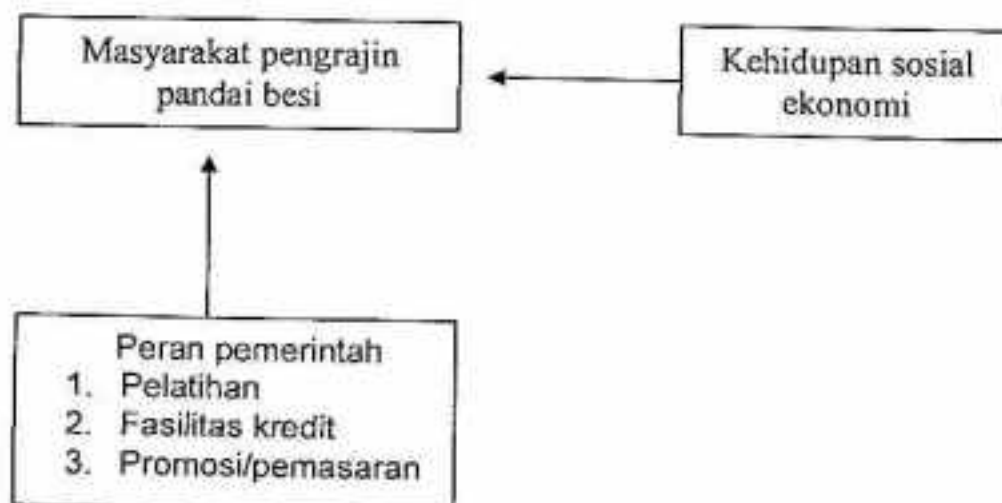 Masyarakat pengrajin
pandai besi
Kehidupan sosial
ekonomi
Peran pemerintah
1. Pelatihan
2. Fasilitas kredit
3. Promosi/pemasaran